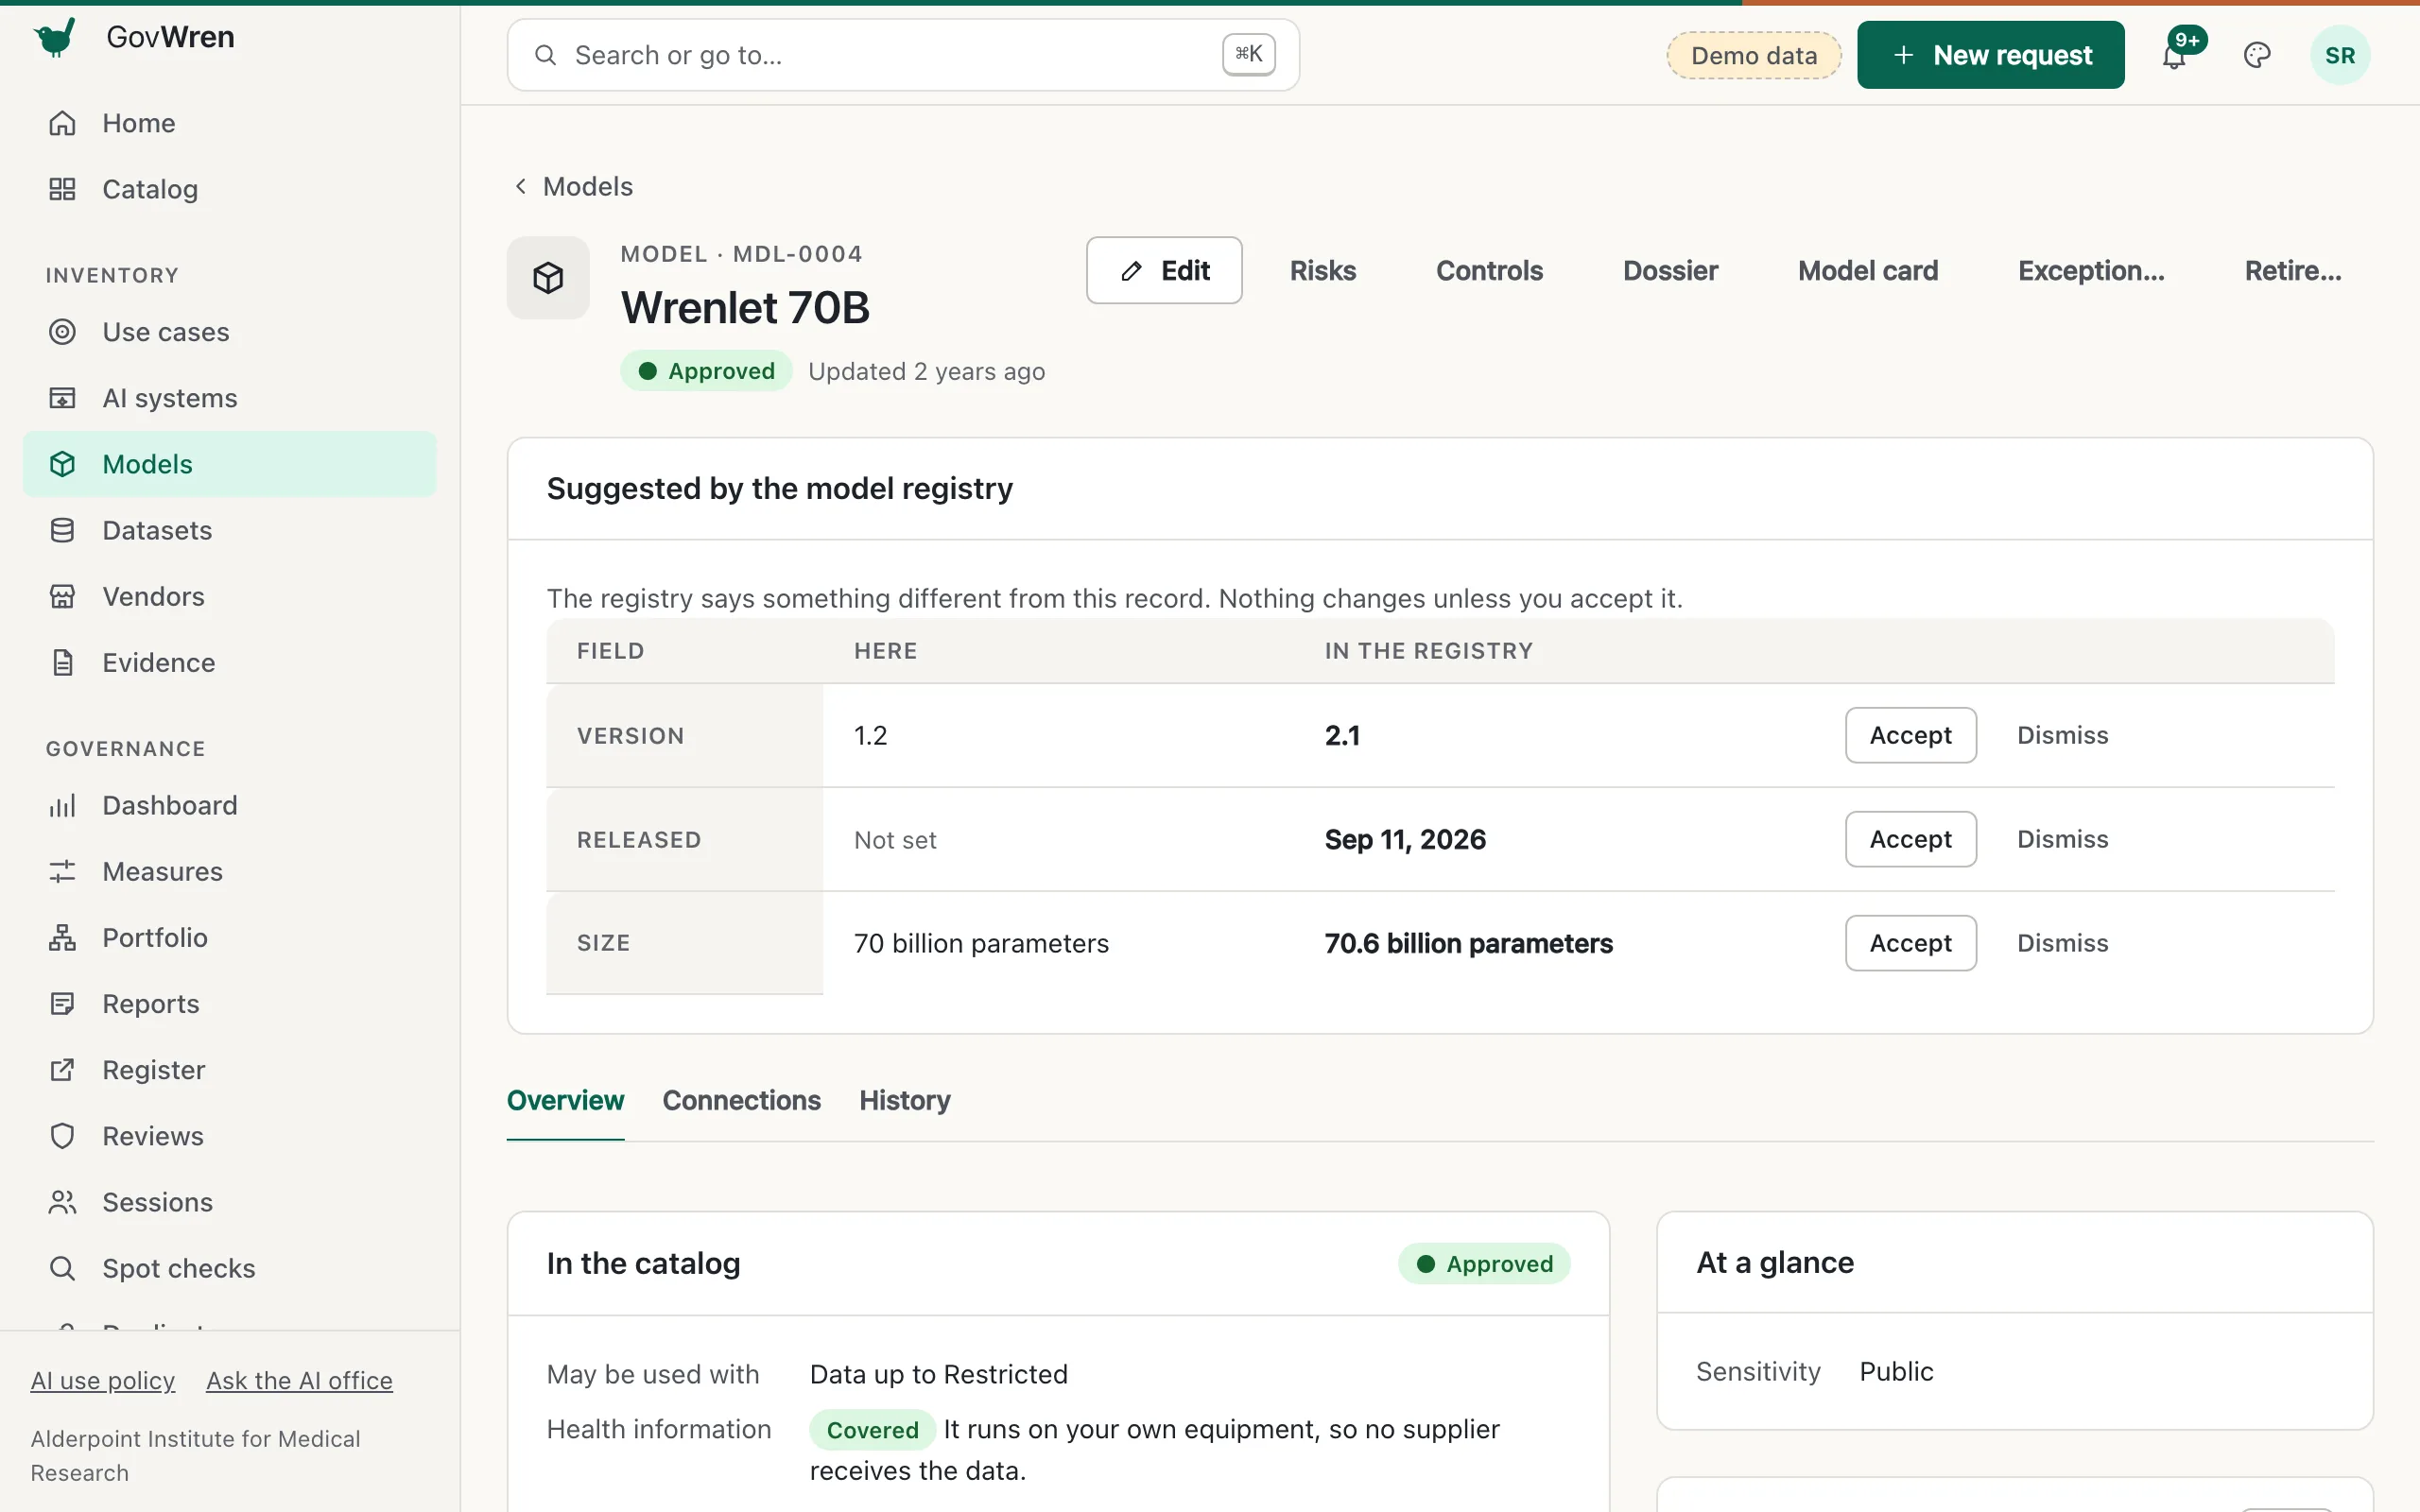 GovWren
Search or go to...
⌘K
Demo data
New request
9+
SR
Home
Catalog
INVENTORY
Use cases
AI systems
Models
Datasets
Vendors
Evidence
GOVERNANCE
Dashboard
Measures
Portfolio
Reports
Register
Reviews
Sessions
Spot checks
AI use policy
Ask the AI office
Alderpoint Institute for Medical
Research
Models
MODEL · MDL-0004
Wrenlet 70B
Approved
Updated 2 years ago
Edit
Risks
Controls
Dossier
Model card
Exception...
Retire...
Suggested by the model registry
The registry says something different from this record. Nothing changes unless you accept it.
FIELD HERE IN THE REGISTRY
VERSION 1.2 2.1 Accept Dismiss
RELEASED Not set Sep 11, 2026 Accept Dismiss
SIZE 70 billion parameters 70.6 billion parameters Accept Dismiss
Overview Connections History
In the catalog
Approved
May be used with Data up to Restricted
Health information Covered It runs on your own equipment, so no supplier
receives the data.
At a glance
Sensitivity Public